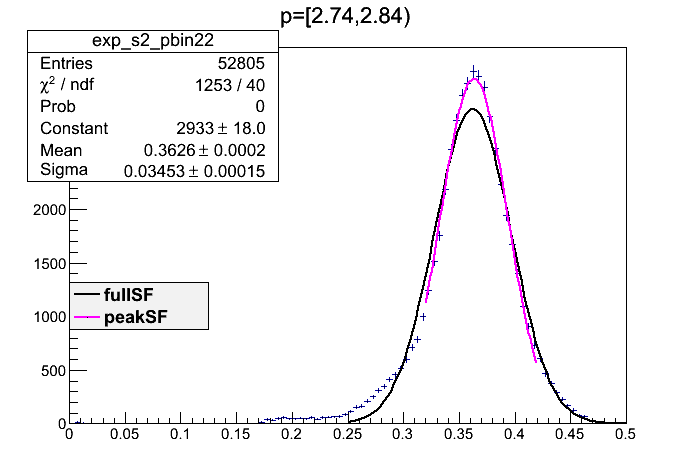 p=[2.74,2.84)
exp_s2_pbin22
Entries 52805
χ² / ndf 1253 / 40
Prob 0
Constant 2933 ± 18.0
Mean 0.3626 ± 0.0002
Sigma 0.03453 ± 0.00015
2000
1500
fullSF
peakSF
1000
500
0
0 0.05 0.1 0.15 0.2 0.25 0.3 0.35 0.4 0.45 0.5